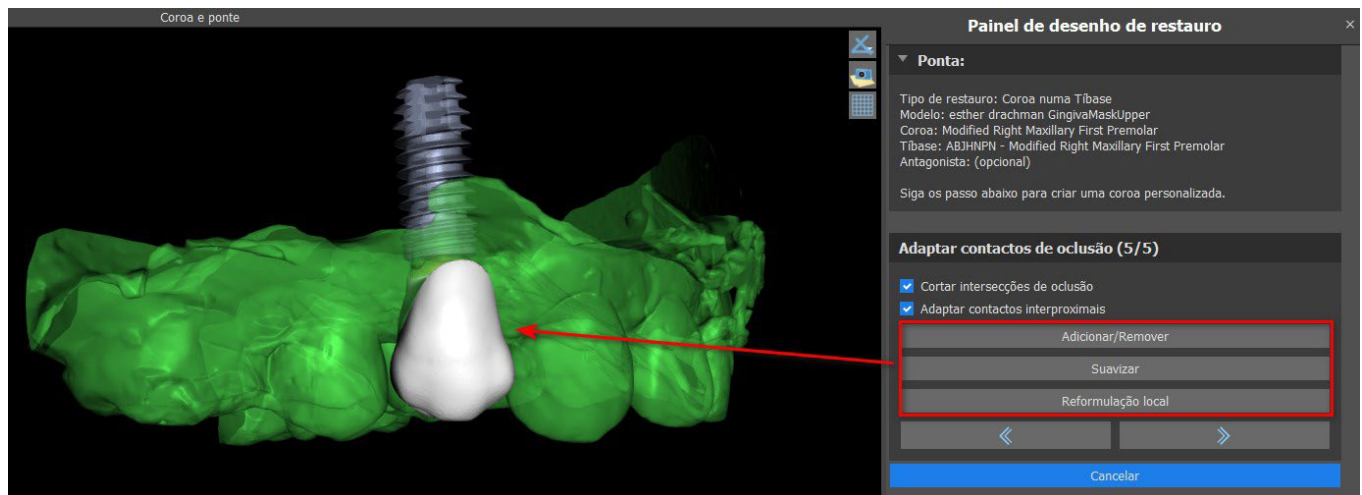 Coroa e ponte
Painel de desenho de restauro
Ponta:
Tipo de restauro: Coroa numa Tíbase
Modelo: esther drachman GingivaMaskUpper
Coroa: Modified Right Maxillary First Premolar
Tíbase: ABJHNPN - Modified Right Maxillary First Premolar
Antagonista: (opcional)
Siga os passo abaixo para criar uma coroa personalizada.
Adaptar contactos de oclusão (5/5)
Cortar intersecções de oclusão
Adaptar contactos interproximais
Adicionar/Remover
Suavizar
Reformulação local
Cancelar